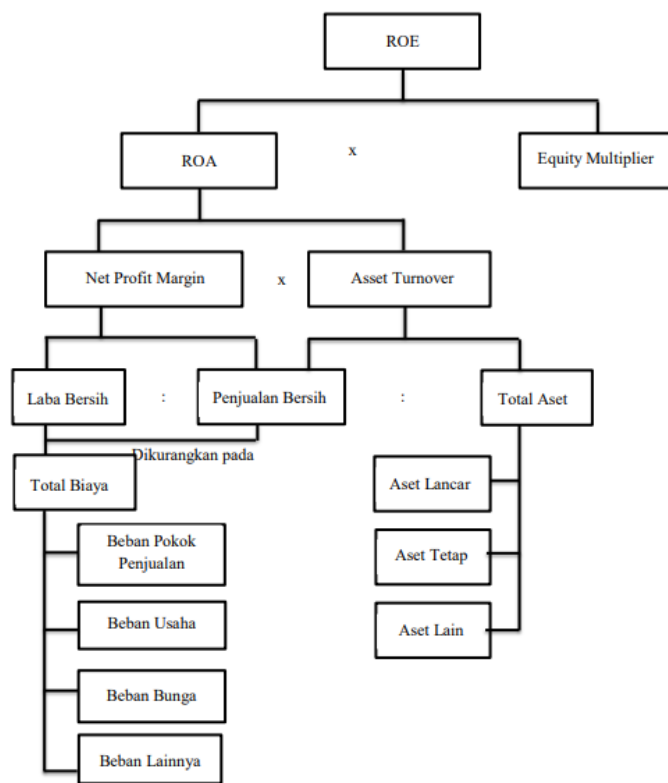 ROE
ROA
x
Equity Multiplier
Net Profit Margin
x
Asset Turnover
Laba Bersih
:
Penjualan Bersih
:
Total Aset
Dikurangkan pada
Total Biaya
Aset Lancar
Beban Pokok
Penjualan
Aset Tetap
Beban Usaha
Aset Lain
Beban Bunga
Beban Lainnya